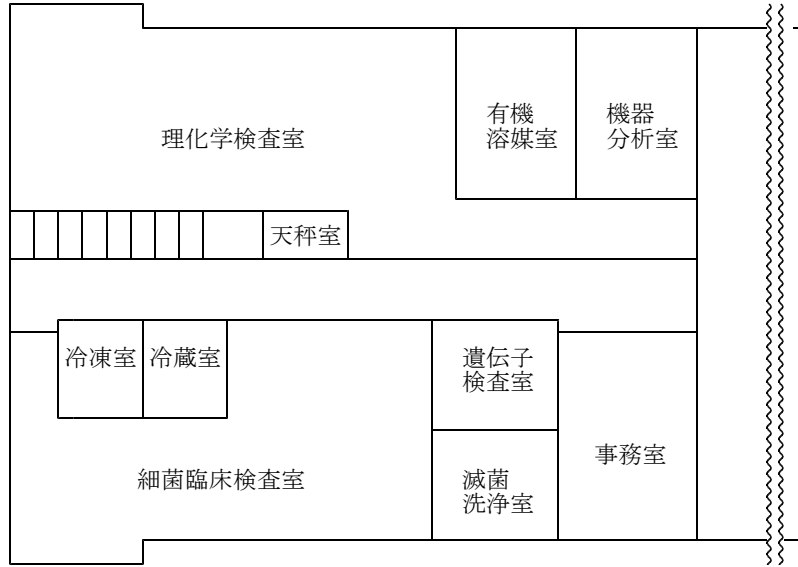 有機
溶媒室
機器
分析室
理化学検査室
天秤室
冷凍室
冷蔵室
遺伝子
検査室
細菌臨床検査室
滅菌
洗浄室
事務室